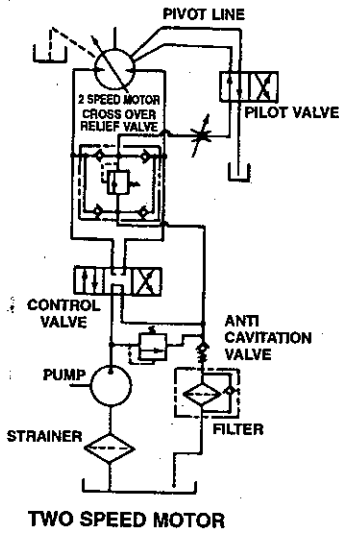 PIVOT LINE
2 SPEED MOTOR
CROSS OVER
RELIEF VALVE
PILOT VALVE
CONTROL
VALVE
ANTI
CAVITATION
VALVE
PUMP
STRAINER
FILTER
TWO SPEED MOTOR